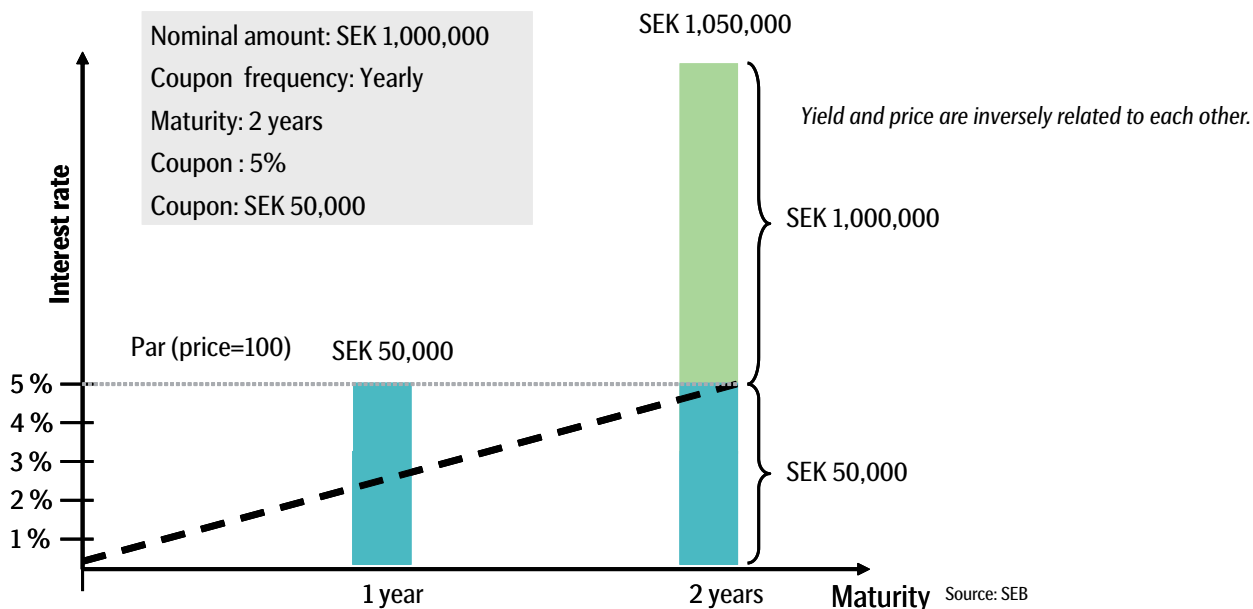 Nominal amount: SEK 1,000,000
Coupon frequency: Yearly
Maturity: 2 years
Coupon : 5%
Coupon: SEK 50,000
SEK 1,050,000
Yield and price are inversely related to each other.
SEK 1,000,000
Interest rate
Par (price=100)
SEK 50,000
5 %
4 %
3 %
2 %
1 %
SEK 50,000
1 year
2 years
Maturity
Source: SEB